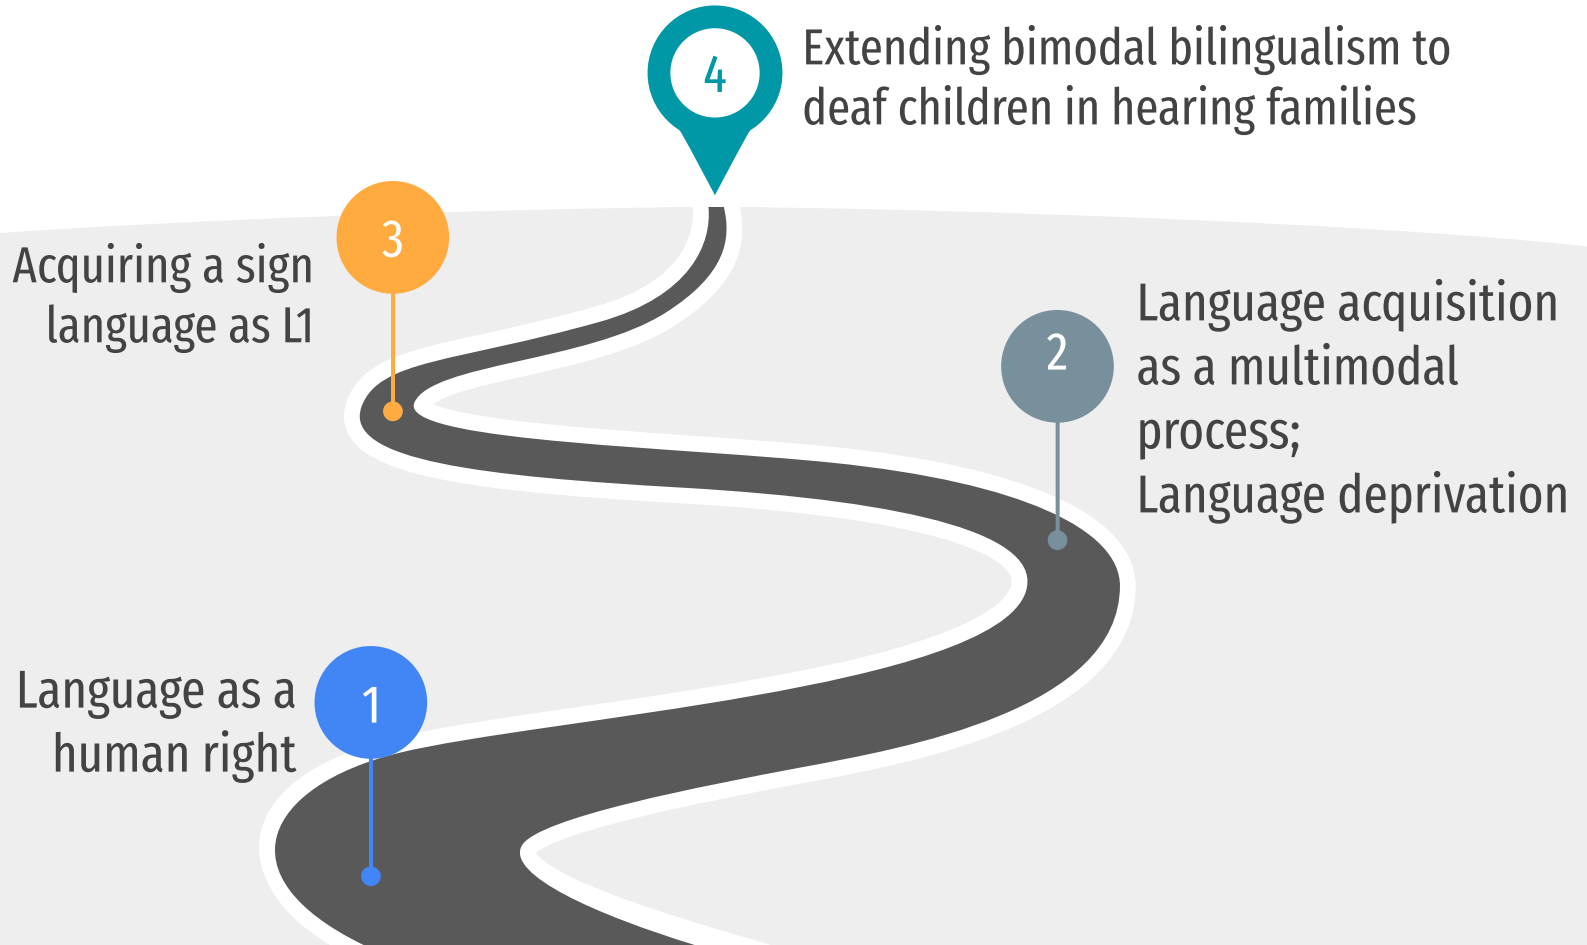 4
Extending bimodal bilingualism to
deaf children in hearing families
3
Acquiring a sign
language as L1
2
Language acquisition
as a multimodal
process;
Language deprivation
1
Language as a
human right